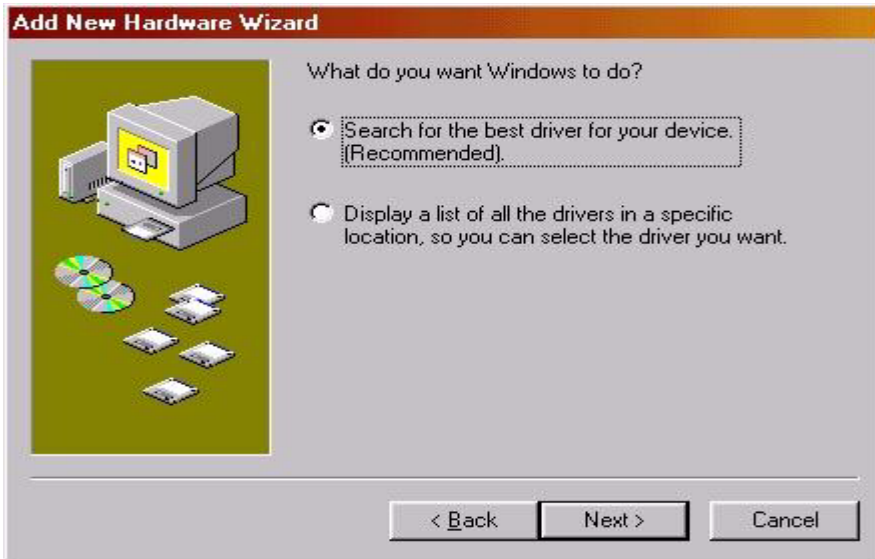 Add New Hardware Wizard
What do you want Windows to do?
Search for the best driver for your device.
(Recommended).
Display a list of all the drivers in a specific
location, so you can select the driver you want.
< Back
Next >
Cancel